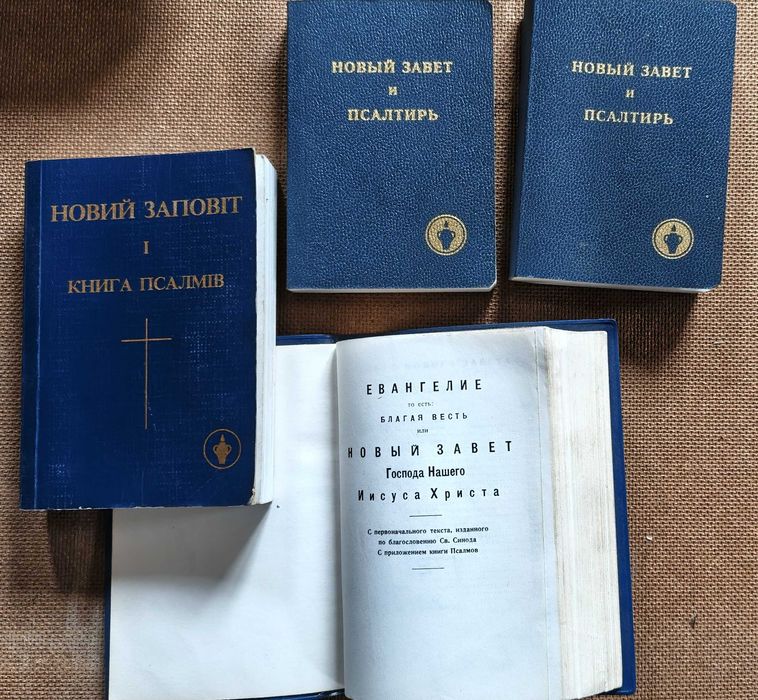 НОВЫЙ ЗАВЕТ
и
ПСАЛТИРЬ
НОВЫЙ ЗАВЕТ
и
ПСАЛТИРЬ
НОВИЙ ЗАПОВІТ
І
КНИГА ПСАЛМІВ
ЕВАНГЕЛИЕ
то есть:
БЛАГАЯ ВЕСТЬ
или
НОВЫЙ ЗАВЕТ
Господа Нашего
Иисуса Христа
С первоначального текста, изданного
по благословению Св. Синода
С приложением книги Псалмов